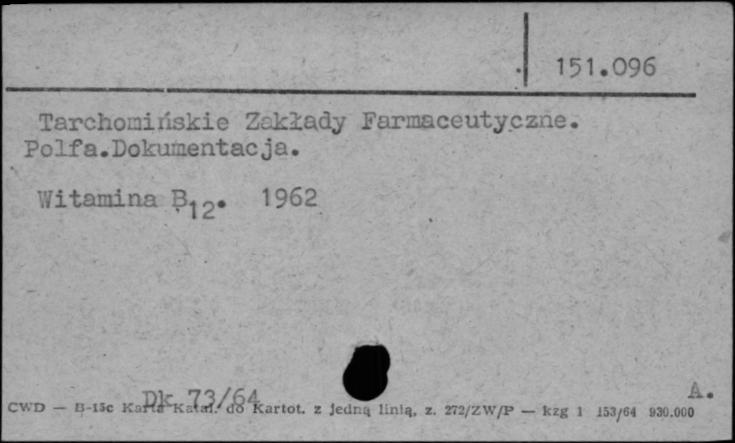 151.096
Tarchomińskie Zakłady Farmaceutyczne.
Polfa.Dokumentacja.
Witamina B12. 1962
Dk 73/64
A.
CWD — B-15c Karta Katal. do Kartot. z jedną linią, z. 272/ZW/P — kzg 1 153/64 930.000